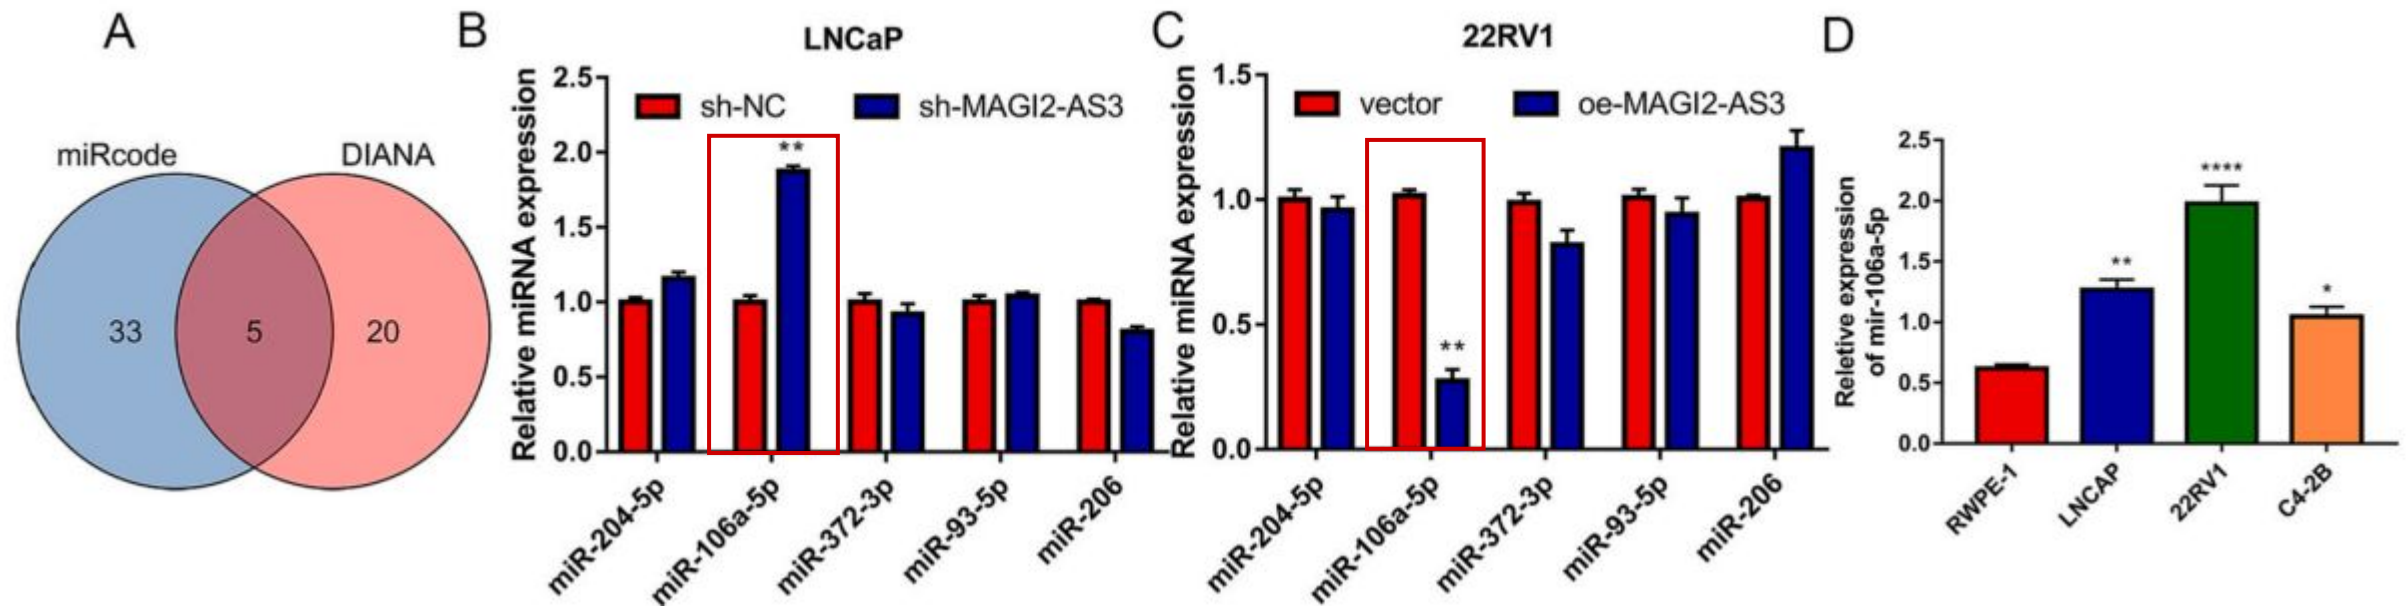 A
miRcode
DIANA
33
5
20
B
LNCaP
Relative miRNA expression
2.5
2.0
1.5
1.0
0.5
0.0
sh-NC
sh-MAGI2-AS3
**
miR-204-5p
miR-106a-5p
miR-372-3p
miR-93-5p
miR-206
C
22RV1
Relative miRNA expression
1.5
1.0
0.5
0.0
vector
oe-MAGI2-AS3
**
miR-204-5p
miR-106a-5p
miR-372-3p
miR-93-5p
miR-206
D
Reletive expression
of mir-106a-5p
2.5
2.0
1.5
1.0
0.5
0.0
**
****
*
RWPE-1
LNCAP
22RV1
C4-2B